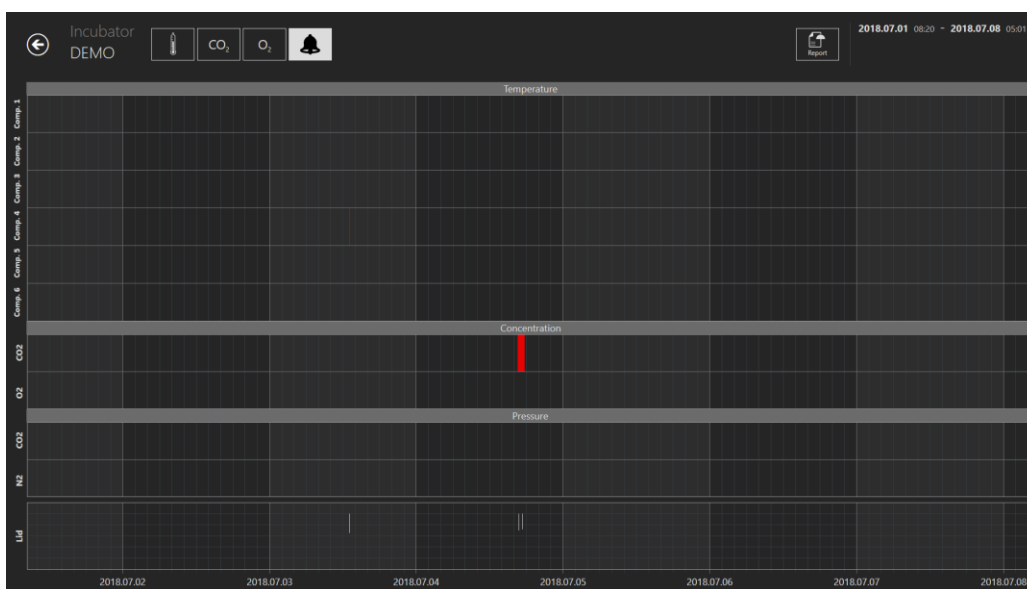 Incubator
DEMO
CO₂
O₂
Report
2018.07.01 08:20 - 2018.07.08 05:01
Temperature
Comp. 1
Comp. 2
Comp. 3
Comp. 4
Comp. 5
Comp. 6
Concentration
CO2
O2
Pressure
CO2
N2
Lid
2018.07.02 2018.07.03 2018.07.04 2018.07.05 2018.07.06 2018.07.07 2018.07.08